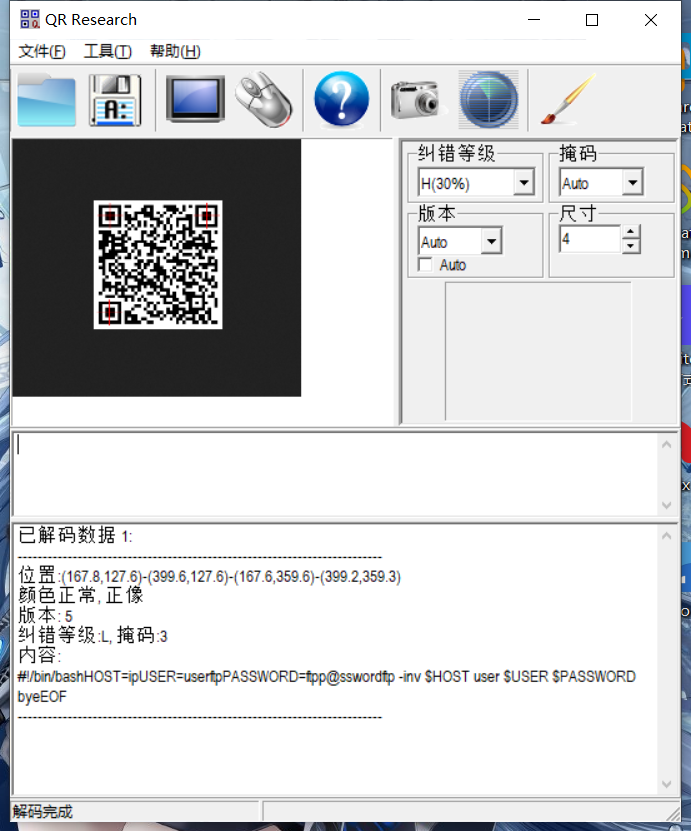 QR Research
文件(F) 工具(T) 帮助(H)
A:
?
纠错等级 掩码
H(30%) Auto
版本 尺寸
Auto 4
Auto
已解码数据 1:
---------------------------------------------------------------------------
位置:(167.8,127.6)-(399.6,127.6)-(167.6,359.6)-(399.2,359.3)
颜色正常, 正像
版本: 5
纠错等级:L, 掩码:3
内容:
#!/bin/bashHOST=ipUSER=userftpPASSWORD=ftpp@sswordftp -inv $HOST user $USER $PASSWORD
byeEOF
---------------------------------------------------------------------------
解码完成